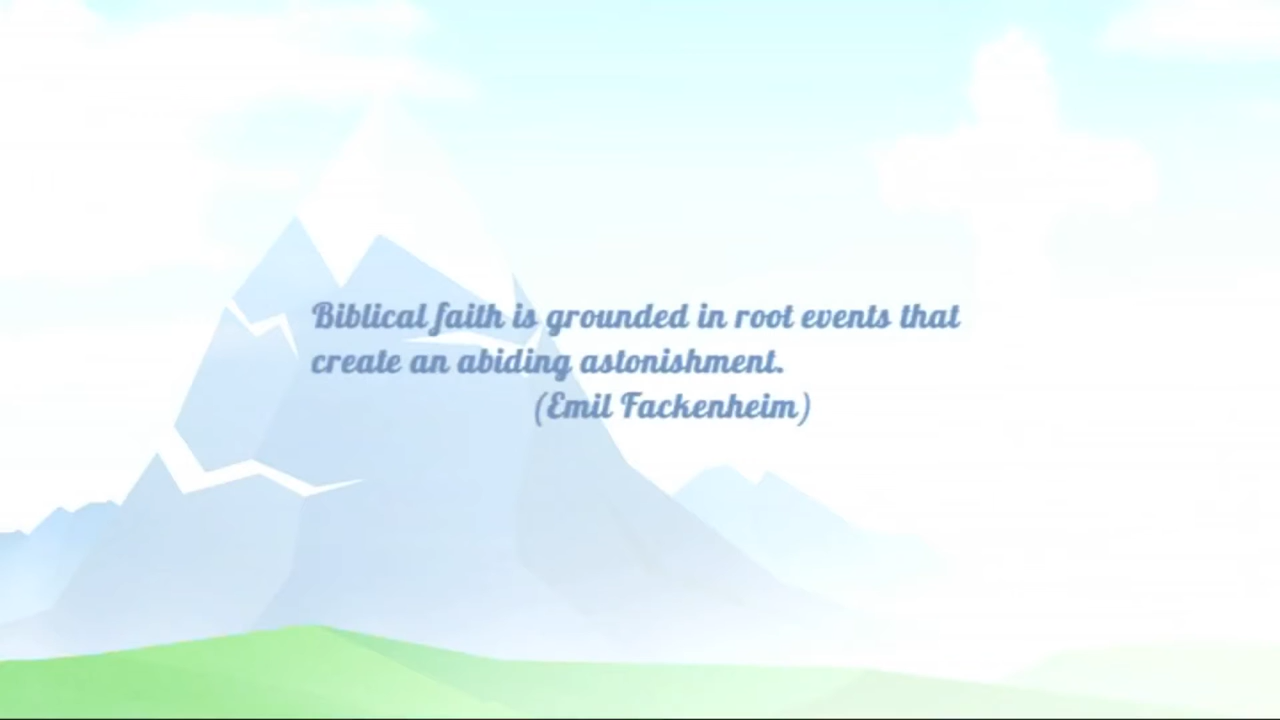 Biblical faith is grounded in root events that
create an abiding astonishment.
(Emil Fackenheim)